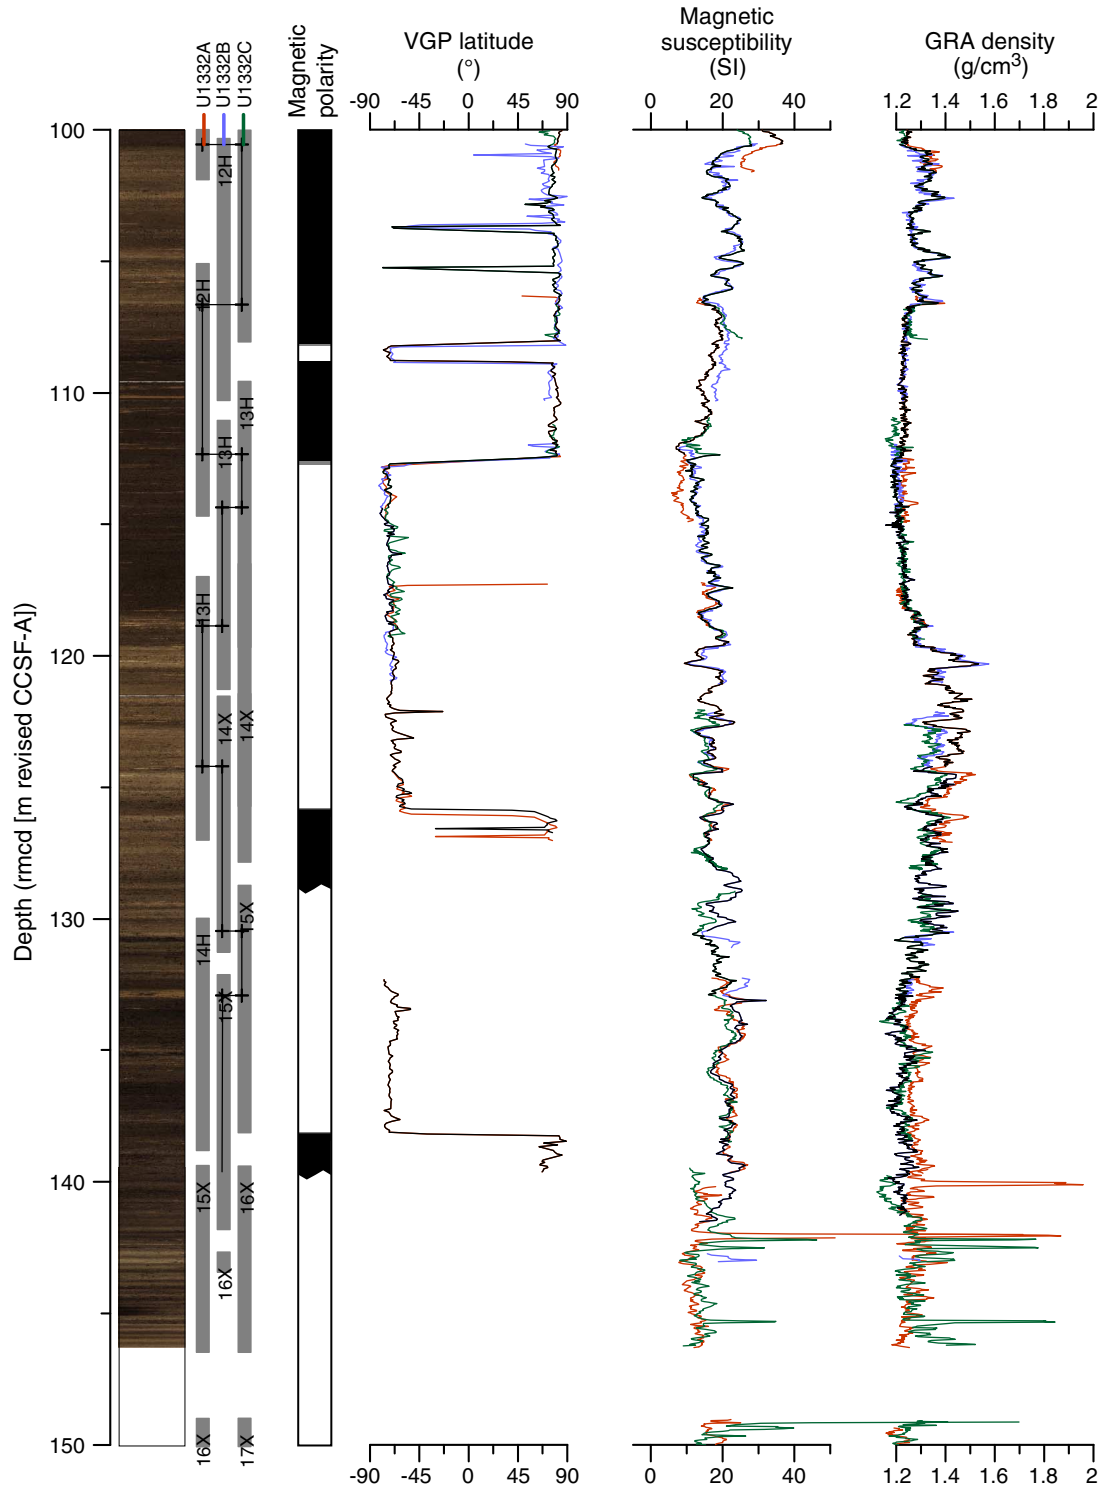 U1332A
U1332B
U1332C
Magnetic
polarity
VGP latitude
(°)
Magnetic
susceptibility
(SI)
GRA density
(g/cm3)
-90 -45 0 45 90
0 20 40
1.2 1.4 1.6 1.8 2
Depth (rmcd [m revised CCSF-A])
100
110
120
130
140
150
12H
13H
14H
15X
16X
12H
13H
14X
15X
16X
13H
14X
15X
16X
17X
-90 -45 0 45 90
0 20 40
1.2 1.4 1.6 1.8 2